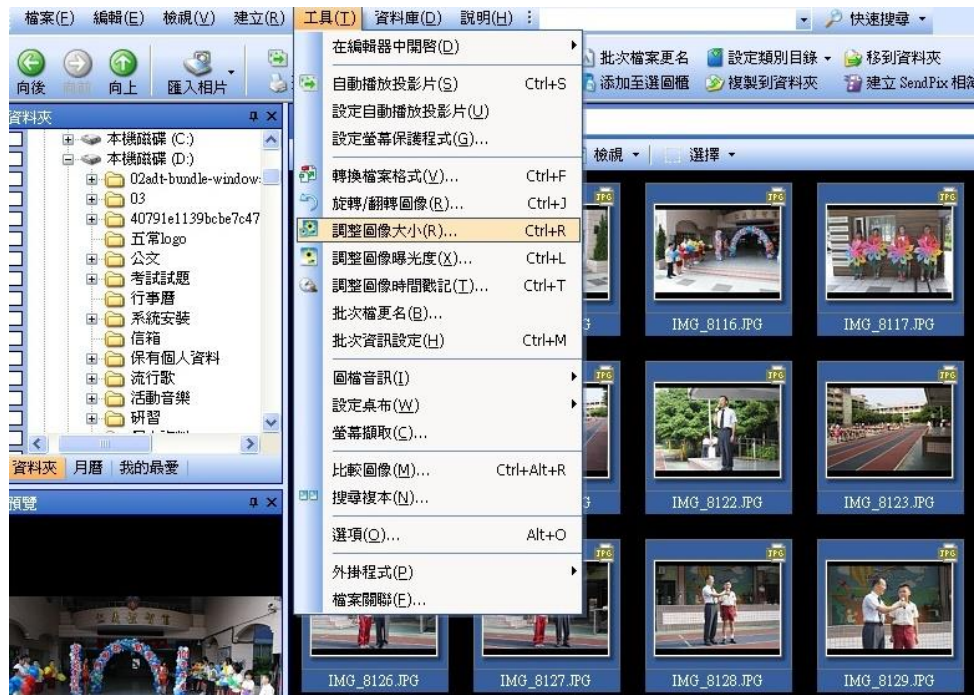 檔案(F) 編輯(E) 檢視(V) 建立(R) 工具(T) 資料庫(D) 說明(H)
快速搜尋
向後
向上
匯入相片
批次檔案更名
設定類別目錄
移到資料夾
添加至選圖櫃
複製到資料夾
建立 SendPix 相簿
資料夾
本機磁碟 (C:)
本機磁碟 (D:)
02adt-bundle-window
03
40791e1139bcbe7c47
五常logo
公文
考試試題
行事曆
系統安裝
信箱
保有個人資料
流行歌
活動音樂
研習
資料夾 月曆 我的最愛
預覽
在編輯器中開啓(D)
自動播放投影片(S) Ctrl+S
設定自動播放投影片(U)
設定螢幕保護程式(G)...
轉換檔案格式(V)... Ctrl+F
旋轉/翻轉圖像(R)... Ctrl+J
調整圖像大小(R)... Ctrl+R
調整圖像曝光度(X)... Ctrl+L
調整圖像時間戳記(T)... Ctrl+T
批次檔更名(B)...
批次資訊設定(H) Ctrl+M
圖檔音訊(I)
設定桌布(W)
螢幕擷取(C)...
比較圖像(M)... Ctrl+Alt+R
搜尋複本(N)...
選項(O)... Alt+O
外掛程式(P)
檔案關聯(F)...
檢視 選擇
JPG JPG JPG
IMG_8116.JPG IMG_8117.JPG
JPG JPG JPG
IMG_8122.JPG IMG_8123.JPG
JPG JPG JPG
IMG_8126.JPG IMG_8127.JPG IMG_8128.JPG IMG_8129.JPG